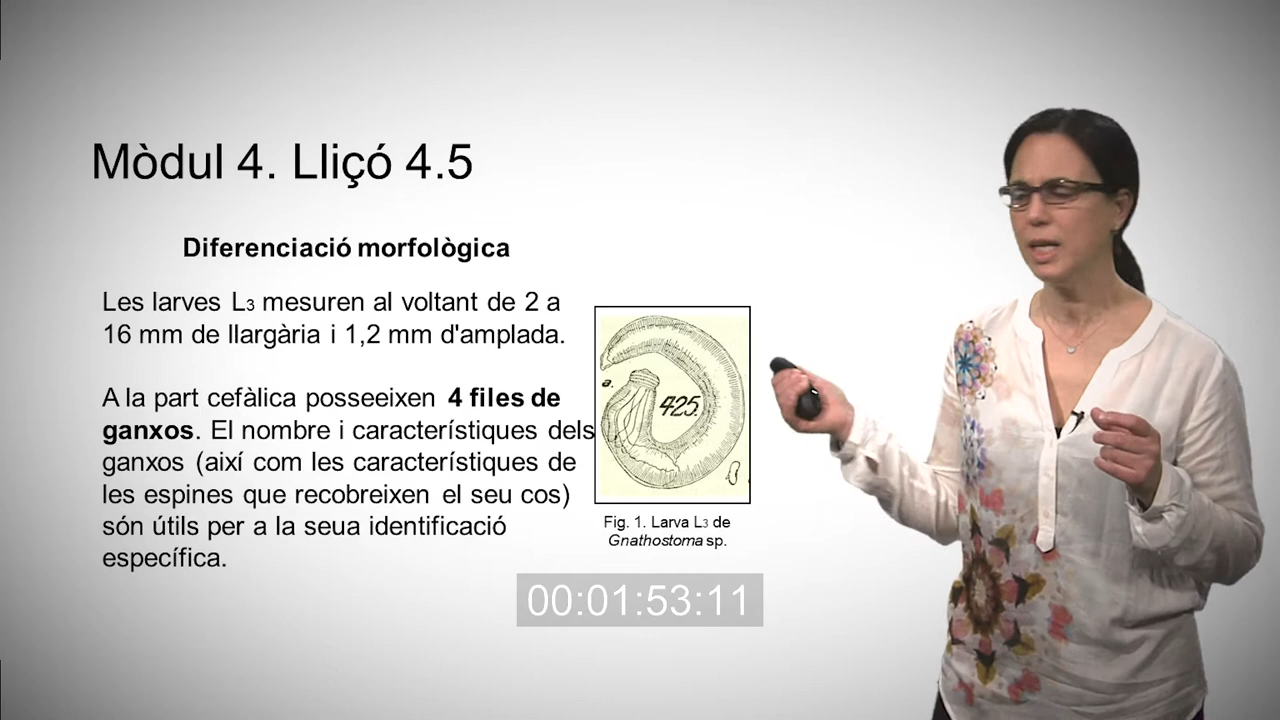 Mòdul 4. Lliçó 4.5
Diferenciació morfològica
Les larves L₃ mesuren al voltant de 2 a
16 mm de llargària i 1,2 mm d'amplada.
A la part cefàlica posseeixen 4 files de
ganxos. El nombre i característiques dels
ganxos (així com les característiques de
les espines que recobreixen el seu cos)
són útils per a la seua identificació
específica.
a.
425.
Fig. 1. Larva L₃ de
Gnathostoma sp.
00:01:53:11